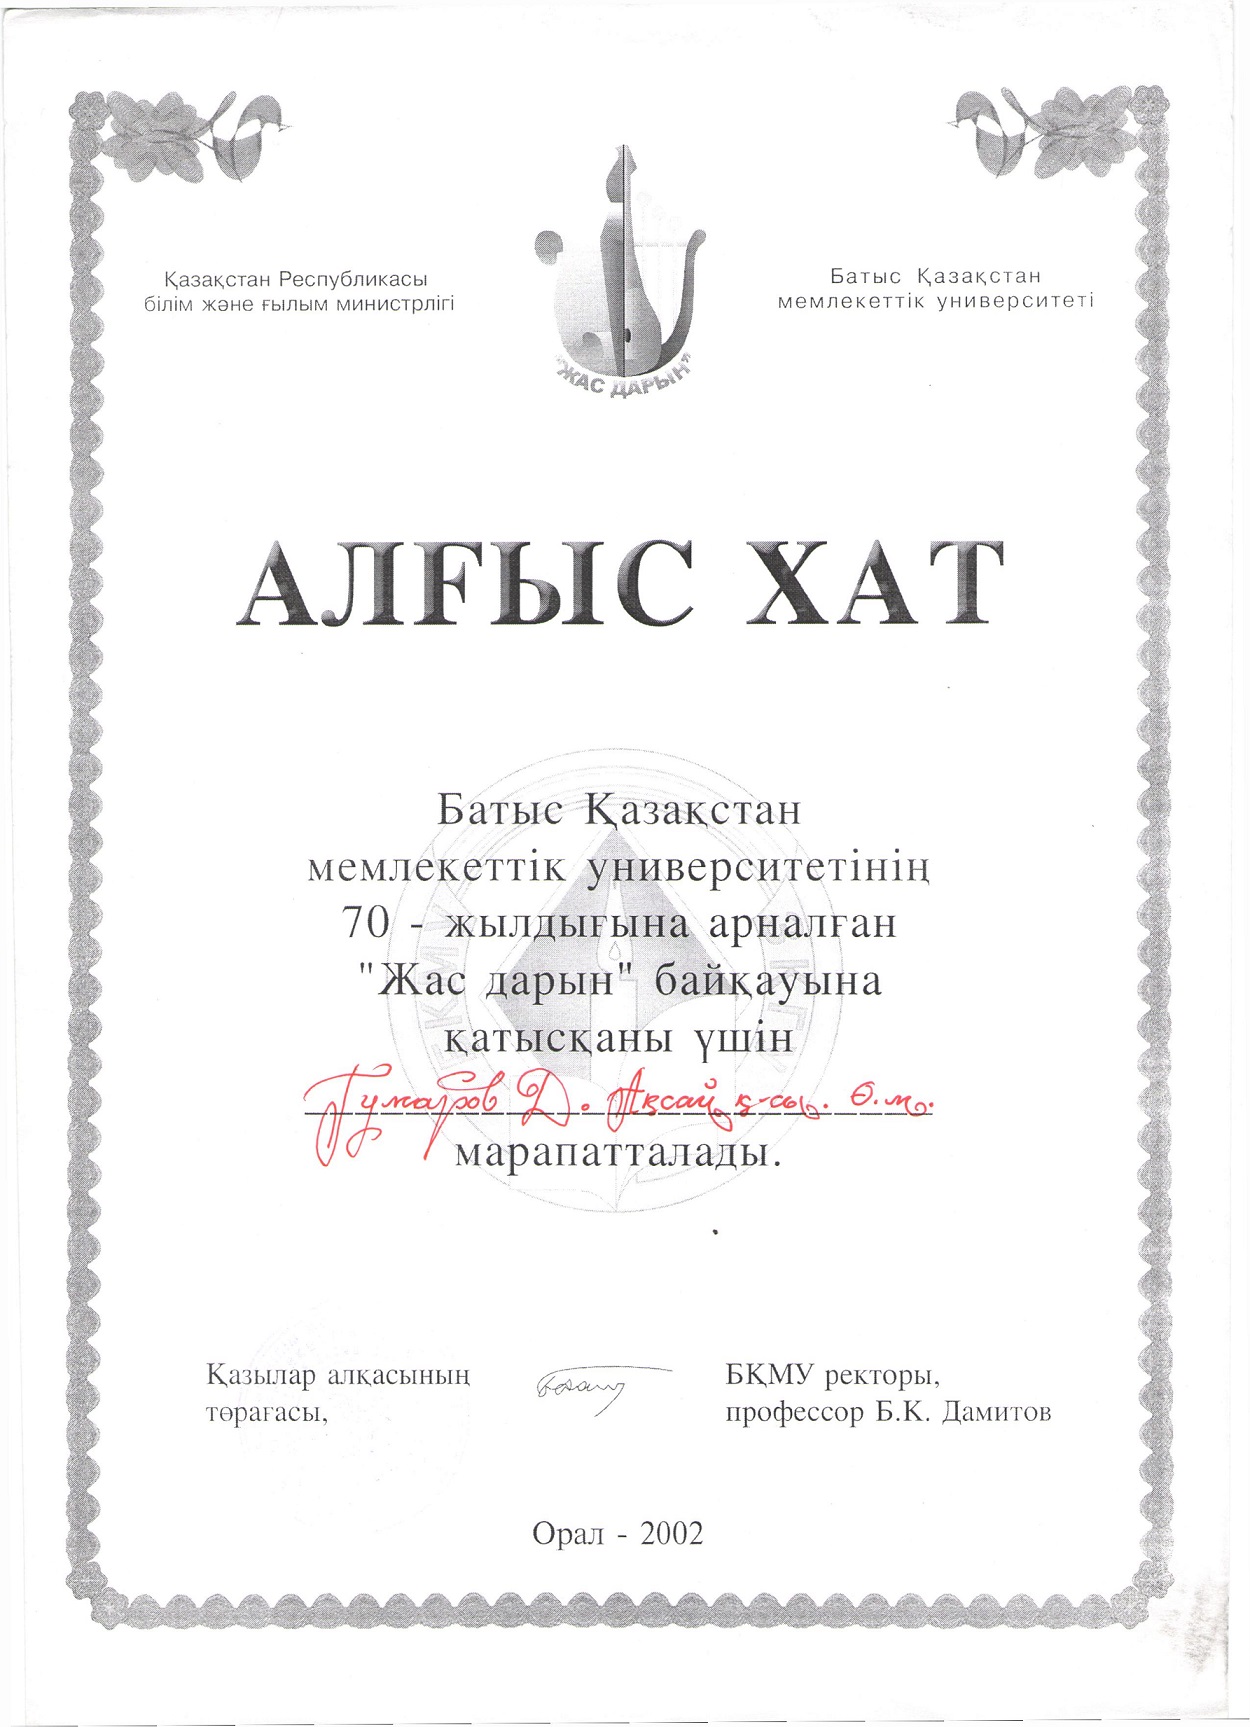 Қазақстан Республикасы
білім және ғылым министрлігі
Батыс Қазақстан
мемлекеттік университеті
"ЖАС ДАРЫН"
АЛҒЫС ХАТ
Батыс Қазақстан
мемлекеттік университетінің
70 - жылдығына арналған
"Жас дарын" байқауына
қатысқаны үшін
Гумаров Д. Ақсай қ-сы. Ө.м.
марапатталады.
Қазылар алқасының
төрағасы,
БҚМУ ректоры,
профессор Б.К. Дамитов
Орал - 2002